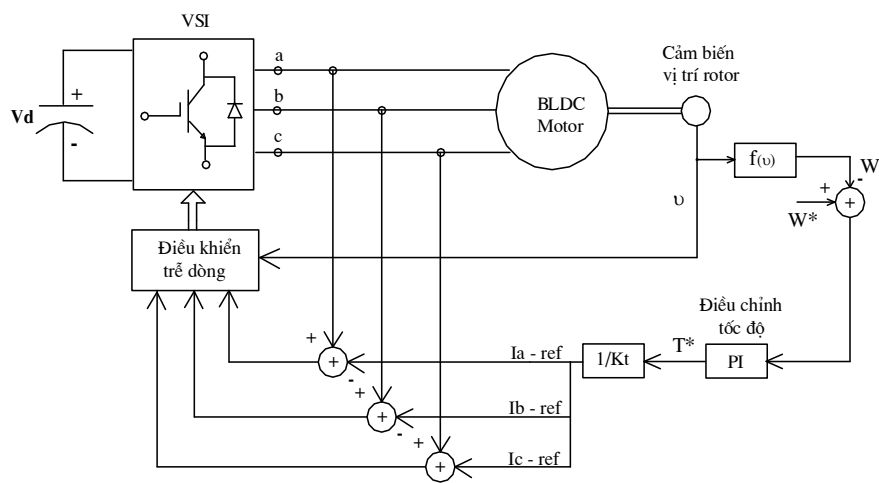 VSI
Vd
+
-
a
b
c
BLDC
Motor
Cảm biến
vị trí rotor
f(υ)
W
-
+
+
W*
υ
Điều khiển
trễ dòng
Điều chỉnh
tốc độ
PI
T*
1/Kt
Ia - ref
+
+
-
Ib - ref
+
+
-
Ic - ref
+
+